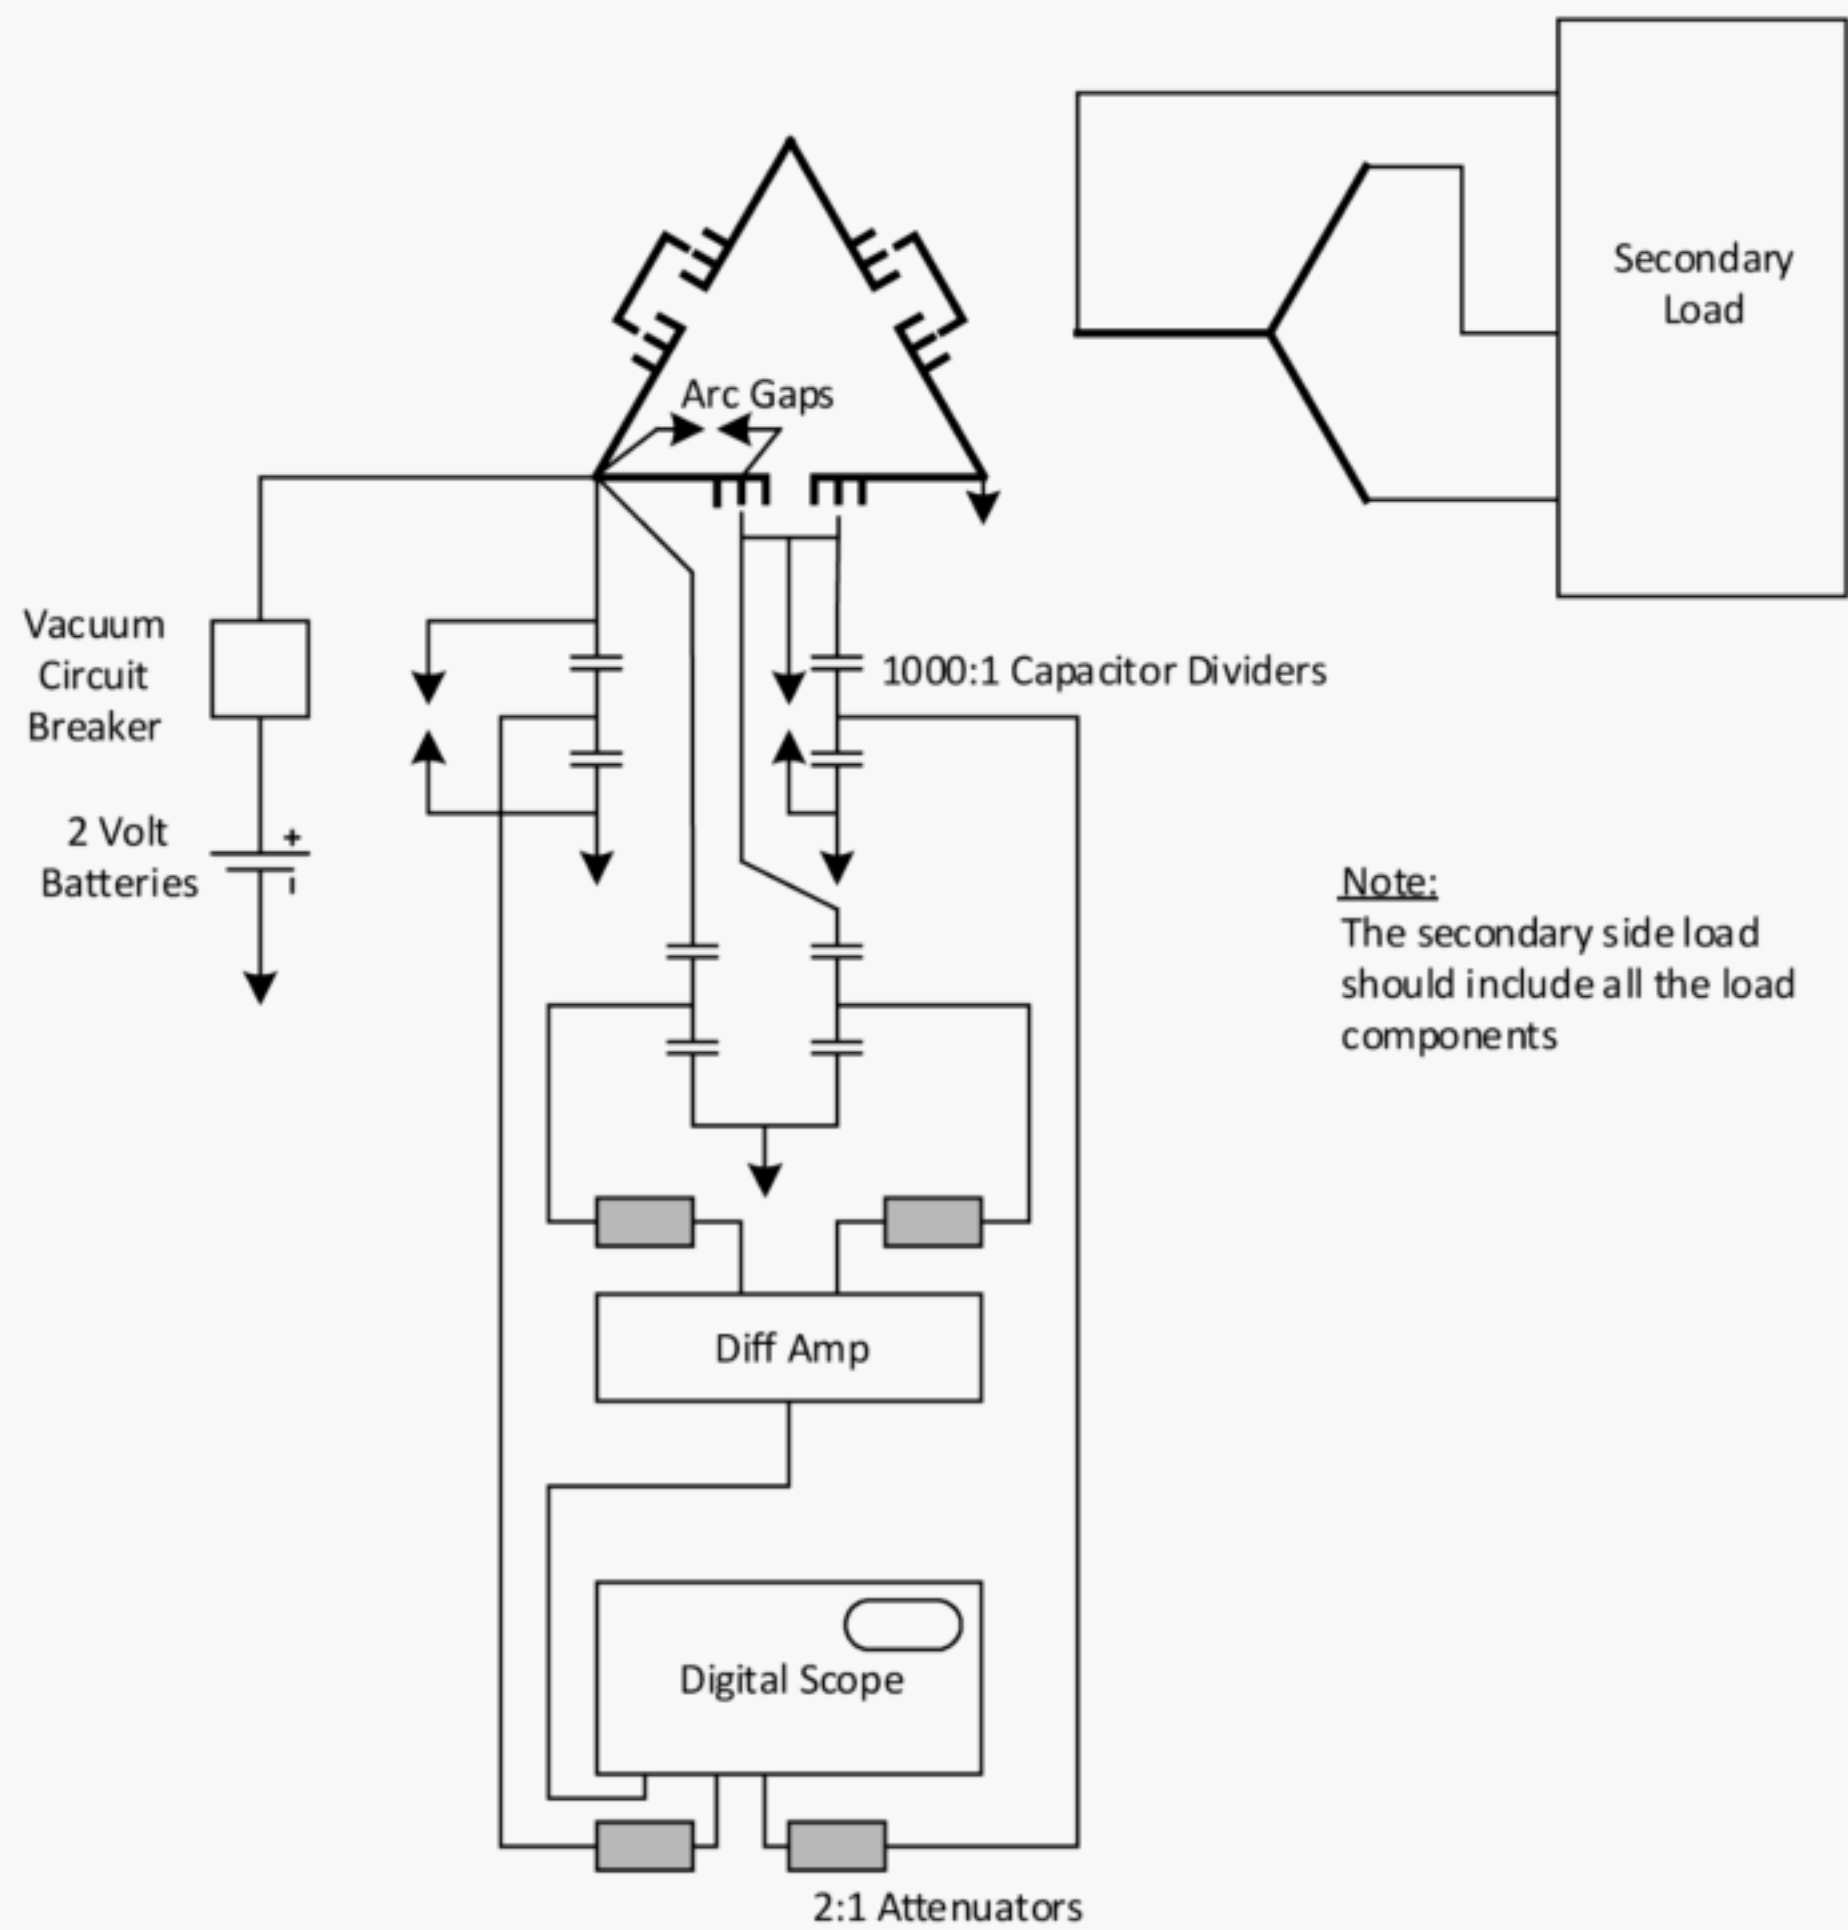 Secondary
Load
Arc Gaps
Vacuum
Circuit
Breaker
1000:1 Capacitor Dividers
2 Volt
Batteries
+
-
Note:
The secondary side load
should include all the load
components
Diff Amp
Digital Scope
2:1 Attenuators